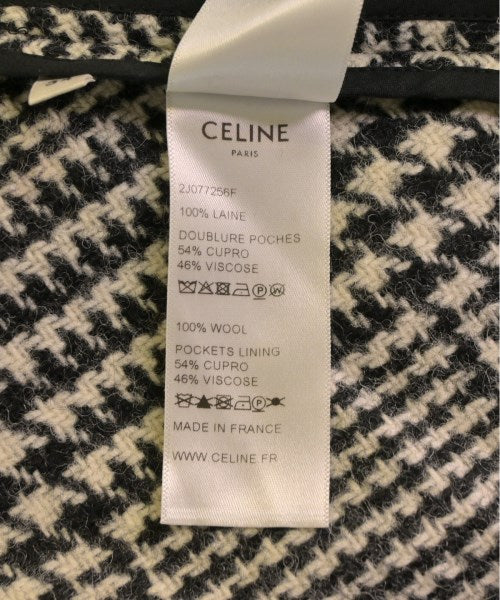 CELINE
PARIS
2J077256F
100% LAINE
DOUBLURE POCHES
54% CUPRO
46% VISCOSE
100% WOOL
POCKETS LINING
54% CUPRO
46% VISCOSE
MADE IN FRANCE
WWW.CELINE.FR